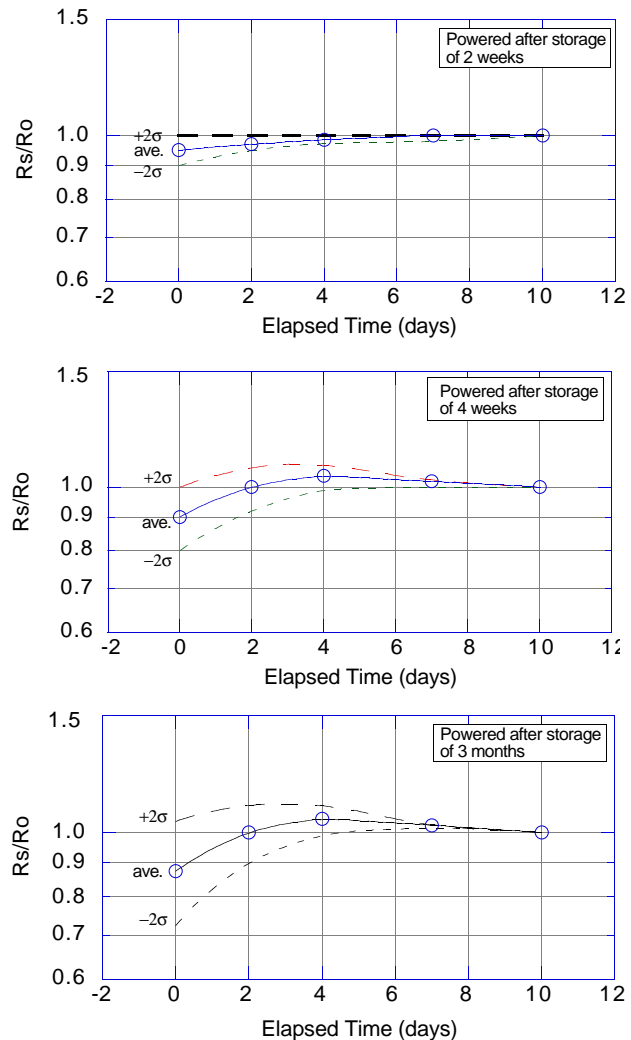 1.5
Powered after storage
of 2 weeks
+2σ
1.0
ave.
0.9
−2σ
0.8
0.7
0.6
Rs/Ro
-2 0 2 4 6 8 10 12
Elapsed Time (days)
1.5
Powered after storage
of 4 weeks
+2σ
1.0
0.9
ave.
0.8
−2σ
0.7
0.6
Rs/Ro
-2 0 2 4 6 8 10 12
Elapsed Time (days)
1.5
Powered after storage
of 3 months
+2σ
1.0
0.9
ave.
0.8
−2σ
0.7
0.6
Rs/Ro
-2 0 2 4 6 8 10 12
Elapsed Time (days)